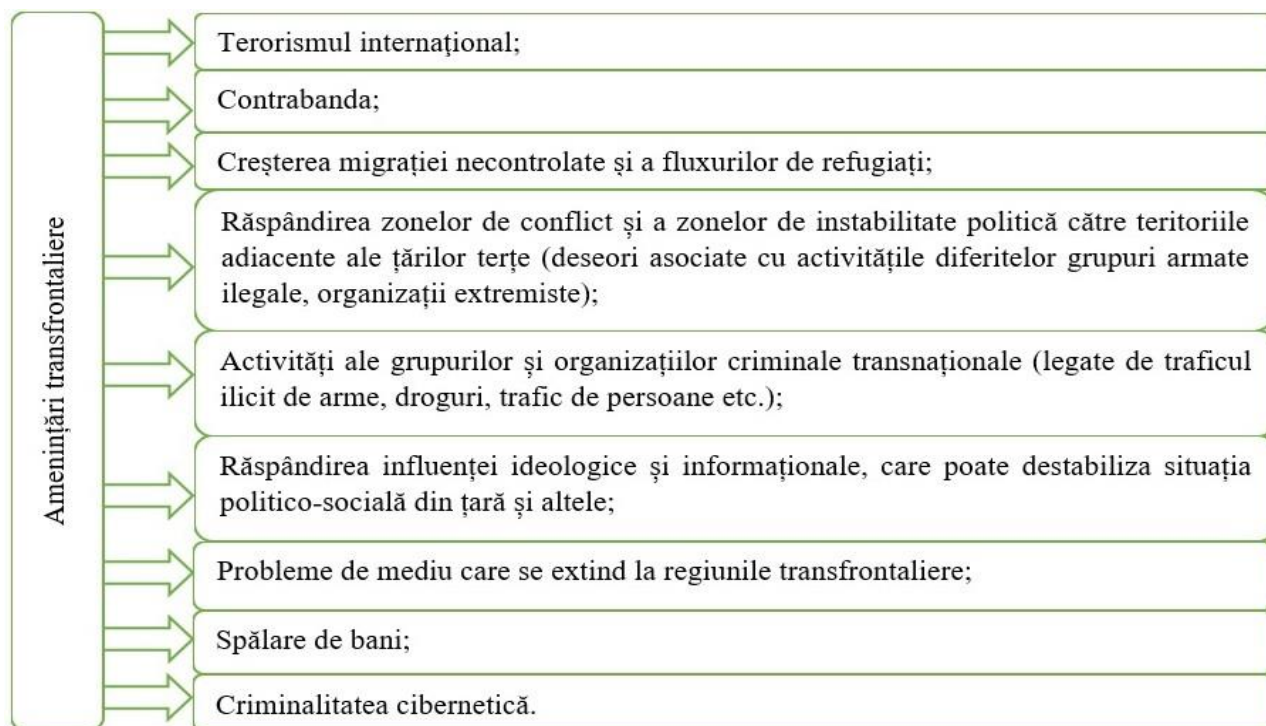 Amenințări transfrontaliere
Terorismul internaţional;
Contrabanda;
Creșterea migrației necontrolate și a fluxurilor de refugiați;
Răspândirea zonelor de conflict și a zonelor de instabilitate politică către teritoriile
adiacente ale țărilor terțe (deseori asociate cu activitățile diferitelor grupuri armate
ilegale, organizații extremiste);
Activități ale grupurilor și organizațiilor criminale transnaționale (legate de traficul
ilicit de arme, droguri, trafic de persoane etc.);
Răspândirea influenței ideologice și informaționale, care poate destabiliza situația
politico-socială din țară și altele;
Probleme de mediu care se extind la regiunile transfrontaliere;
Spălare de bani;
Criminalitatea cibernetică.